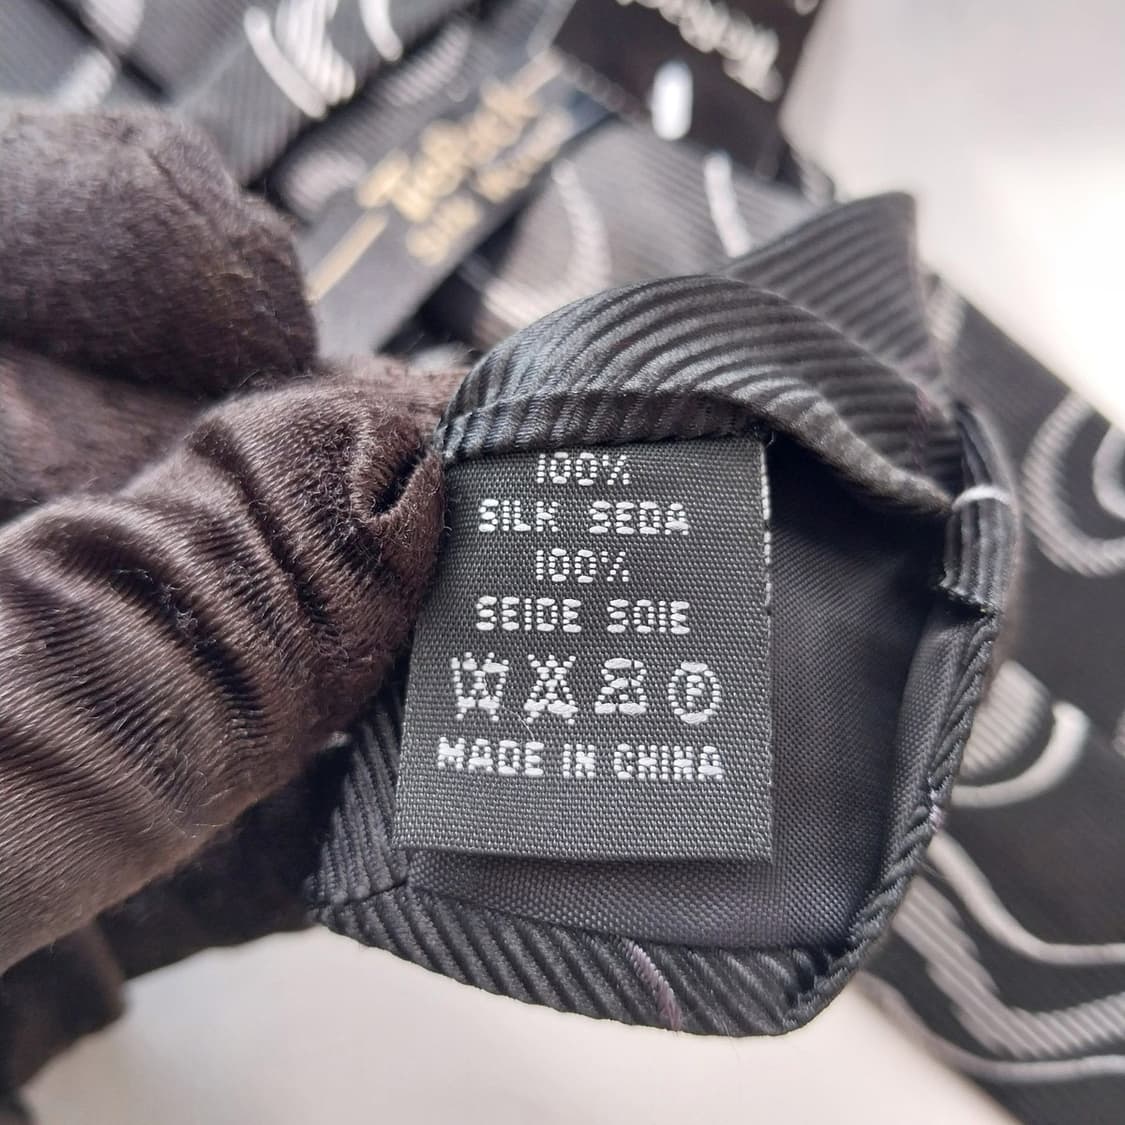 100%
SILK SEDA
100%
SEIDE SOIE
MADE IN CHINA